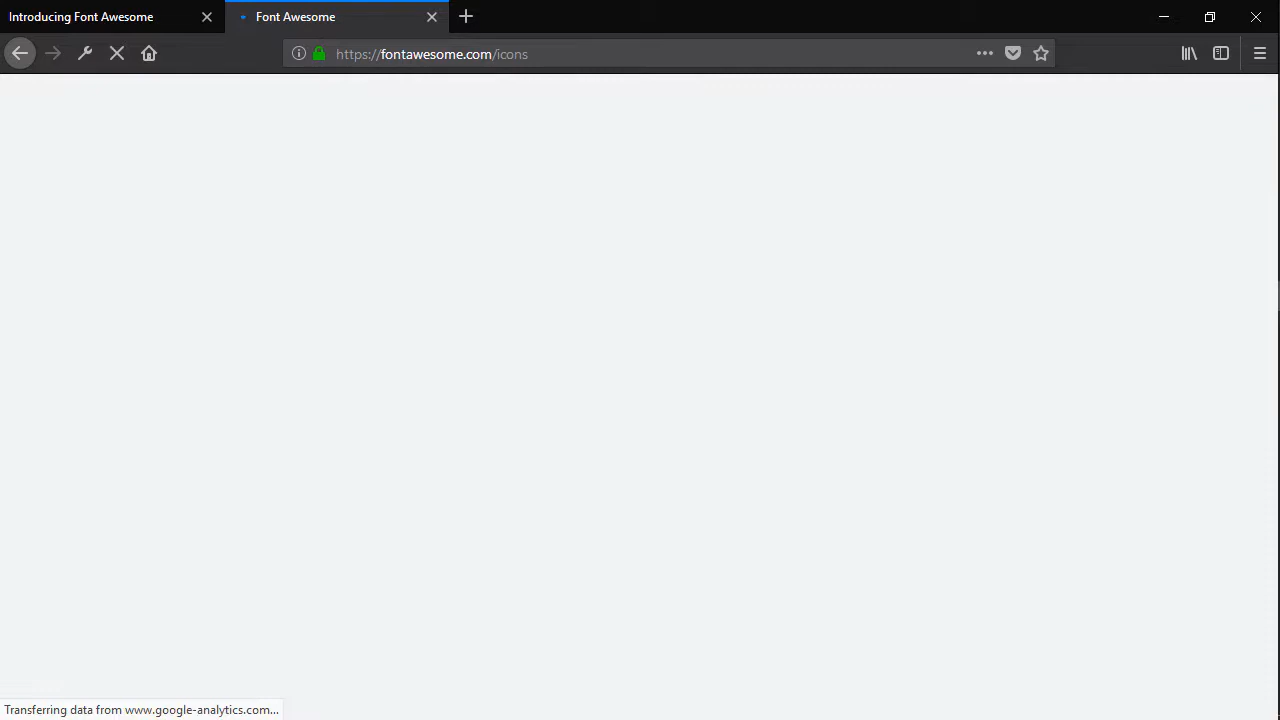 Introducing Font Awesome
Font Awesome
https://fontawesome.com/icons
Transferring data from www.google-analytics.com...